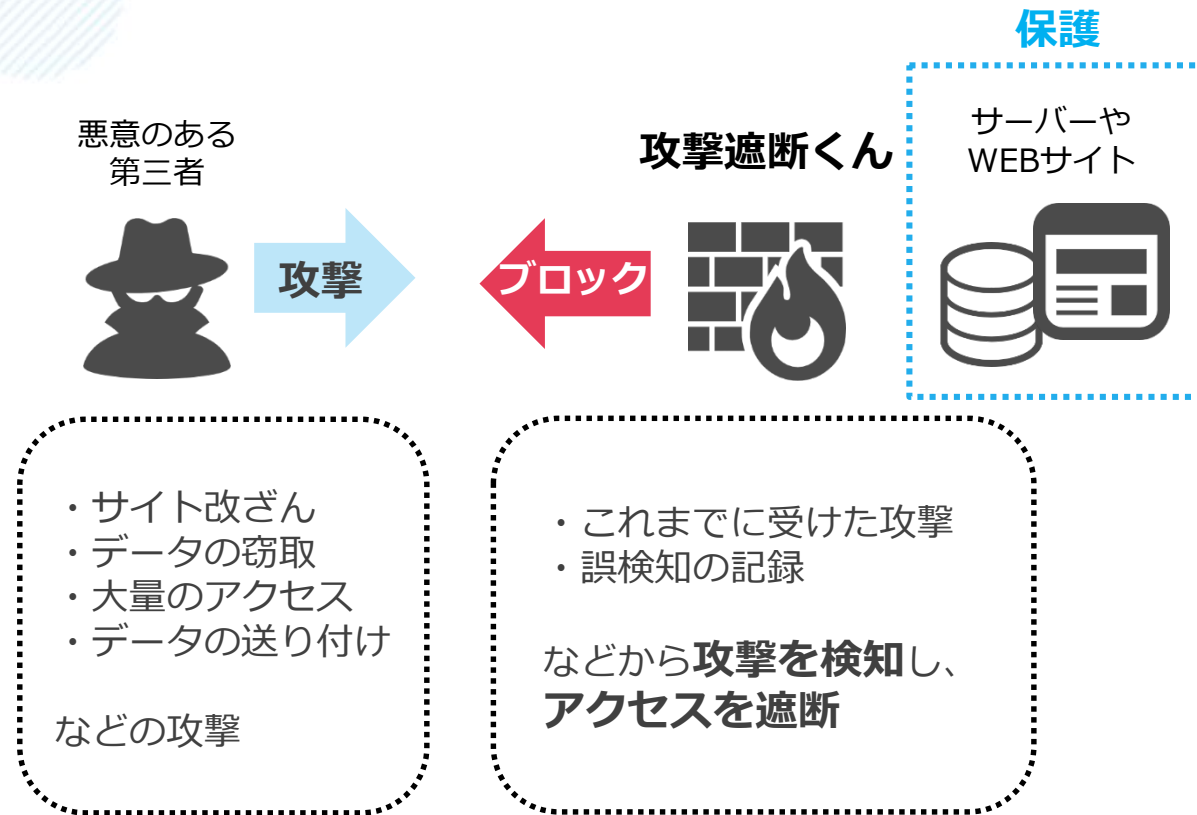 保護
悪意のある
第三者
攻撃
ブロック
攻撃遮断くん
サーバーや
WEBサイト
・サイト改ざん
・データの窃取
・大量のアクセス
・データの送り付け
などの攻撃
・これまでに受けた攻撃
・誤検知の記録
などから攻撃を検知し、
アクセスを遮断